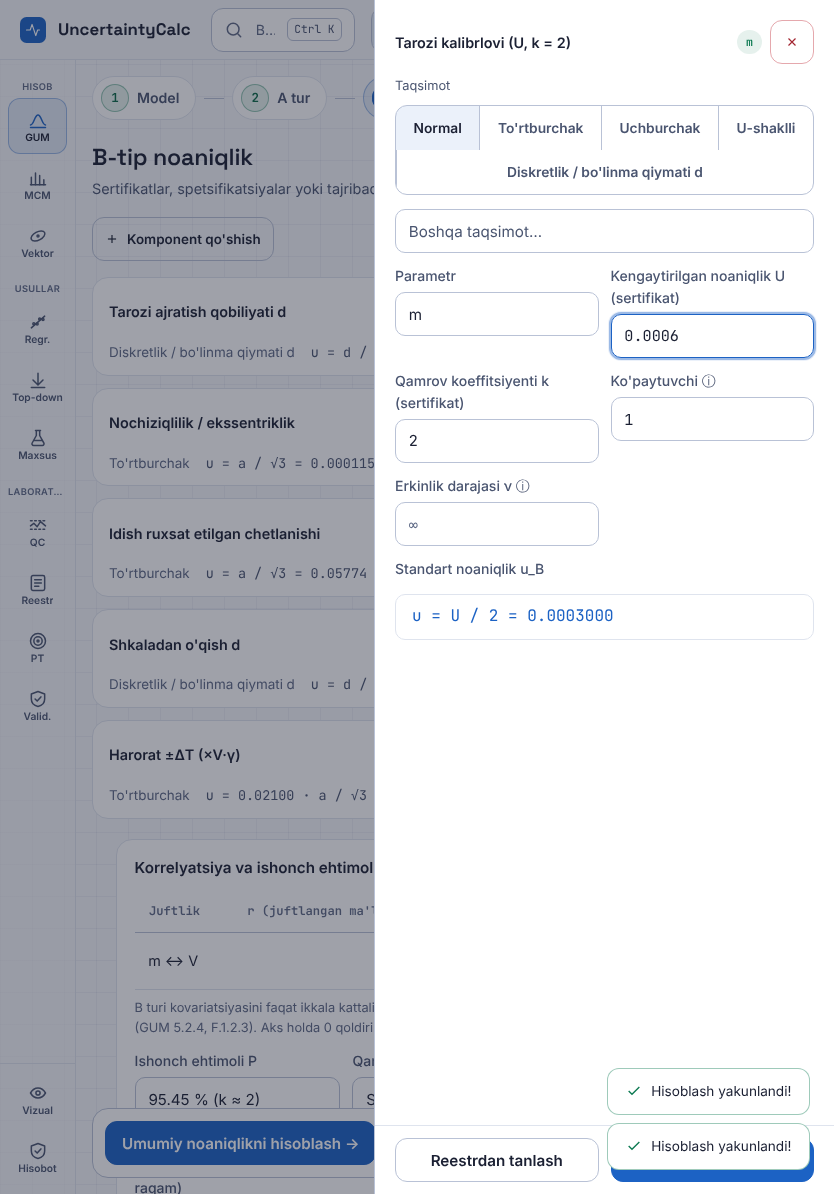 UncertaintyCalc
B...
Ctrl K
HISOB
GUM
MCM
Vektor
USULLAR
Regr.
Top-down
Maxsus
LABORAT...
QC
Reestr
PT
Valid.
Vizual
Hisobot
1 Model
2 A tur
B-tip noaniqlik
Sertifikatlar, spetsifikatsiyalar yoki tajribad
+ Komponent qo'shish
Tarozi ajratish qobiliyati d
Diskretlik / bo'linma qiymati d u = d /
Nochiziqlilik / ekssentriklik
To'rtburchak u = a / √3 = 0.000115
Idish ruxsat etilgan chetlanishi
To'rtburchak u = a / √3 = 0.05774
Shkaladan o'qish d
Diskretlik / bo'linma qiymati d u = d /
Harorat ±ΔT (×V·γ)
To'rtburchak u = 0.02100 · a / √3
Korrelyatsiya va ishonch ehtimol
Juftlik r (juftlangan ma'l
m ↔ V
B turi kovariatsiyasini faqat ikkala kattali
(GUM 5.2.4, F.1.2.3). Aks holda 0 qoldiri
Ishonch ehtimoli P
Qa
95.45 % (k ≈ 2)
S
Umumiy noaniqlikni hisoblash →
raqam)
Tarozi kalibrlovi (U, k = 2)
m
×
Taqsimot
Normal To'rtburchak Uchburchak U-shaklli
Diskretlik / bo'linma qiymati d
Boshqa taqsimot...
Parametr
m
Kengaytirilgan noaniqlik U
(sertifikat)
0.0006
Qamrov koeffitsiyenti k
(sertifikat)
2
Ko'paytuvchi ⓘ
1
Erkinlik darajasi ν ⓘ
∞
Standart noaniqlik u_B
u = U / 2 = 0.0003000
Hisoblash yakunlandi!
Hisoblash yakunlandi!
Reestrdan tanlash